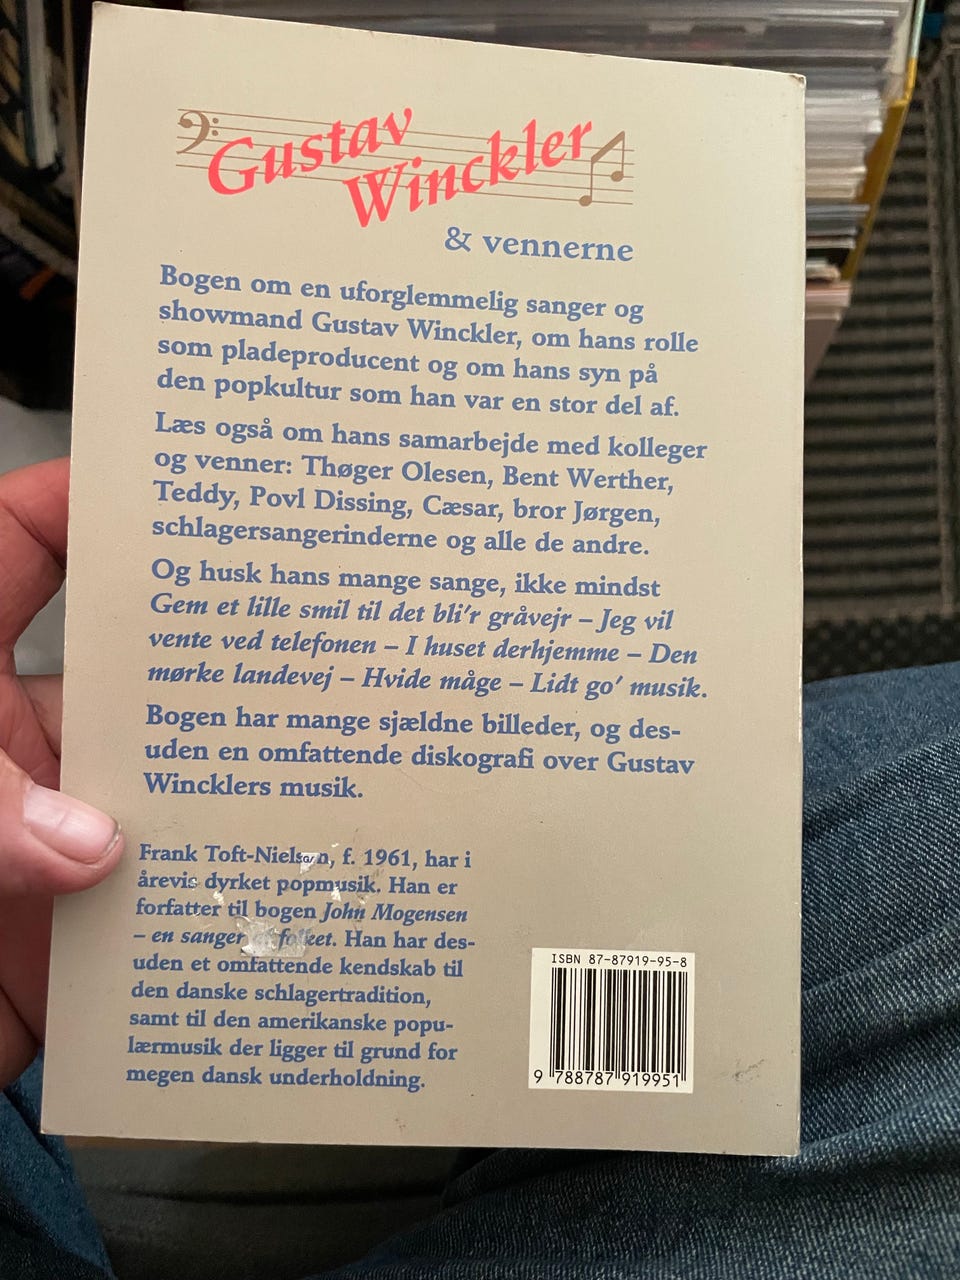 Gustav
Winckler
& vennerne
Bogen om en uforglemmelig sanger og
showmand Gustav Winckler, om hans rolle
som pladeproducent og om hans syn på
den popkultur som han var en stor del af.
Læs også om hans samarbejde med kolleger
og venner: Thøger Olesen, Bent Werther,
Teddy, Povl Dissing, Cæsar, bror Jørgen,
schlagersangerinderne og alle de andre.
Og husk hans mange sange, ikke mindst
Gem et lille smil til det bli'r gråvejr – Jeg vil
vente ved telefonen – I huset derhjemme – Den
mørke landevej – Hvide måge – Lidt go' musik.
Bogen har mange sjældne billeder, og des-
uden en omfattende diskografi over Gustav
Wincklers musik.
Frank Toft-Nielsen, f. 1961, har i
årevis dyrket popmusik. Han er
forfatter til bogen John Mogensen
– en sanger folket. Han har des-
uden et omfattende kendskab til
den danske schlagertradition,
samt til den amerikanske popu-
lærmusik der ligger til grund for
megen dansk underholdning.
ISBN 87-87919-95-8
9 788787 919951